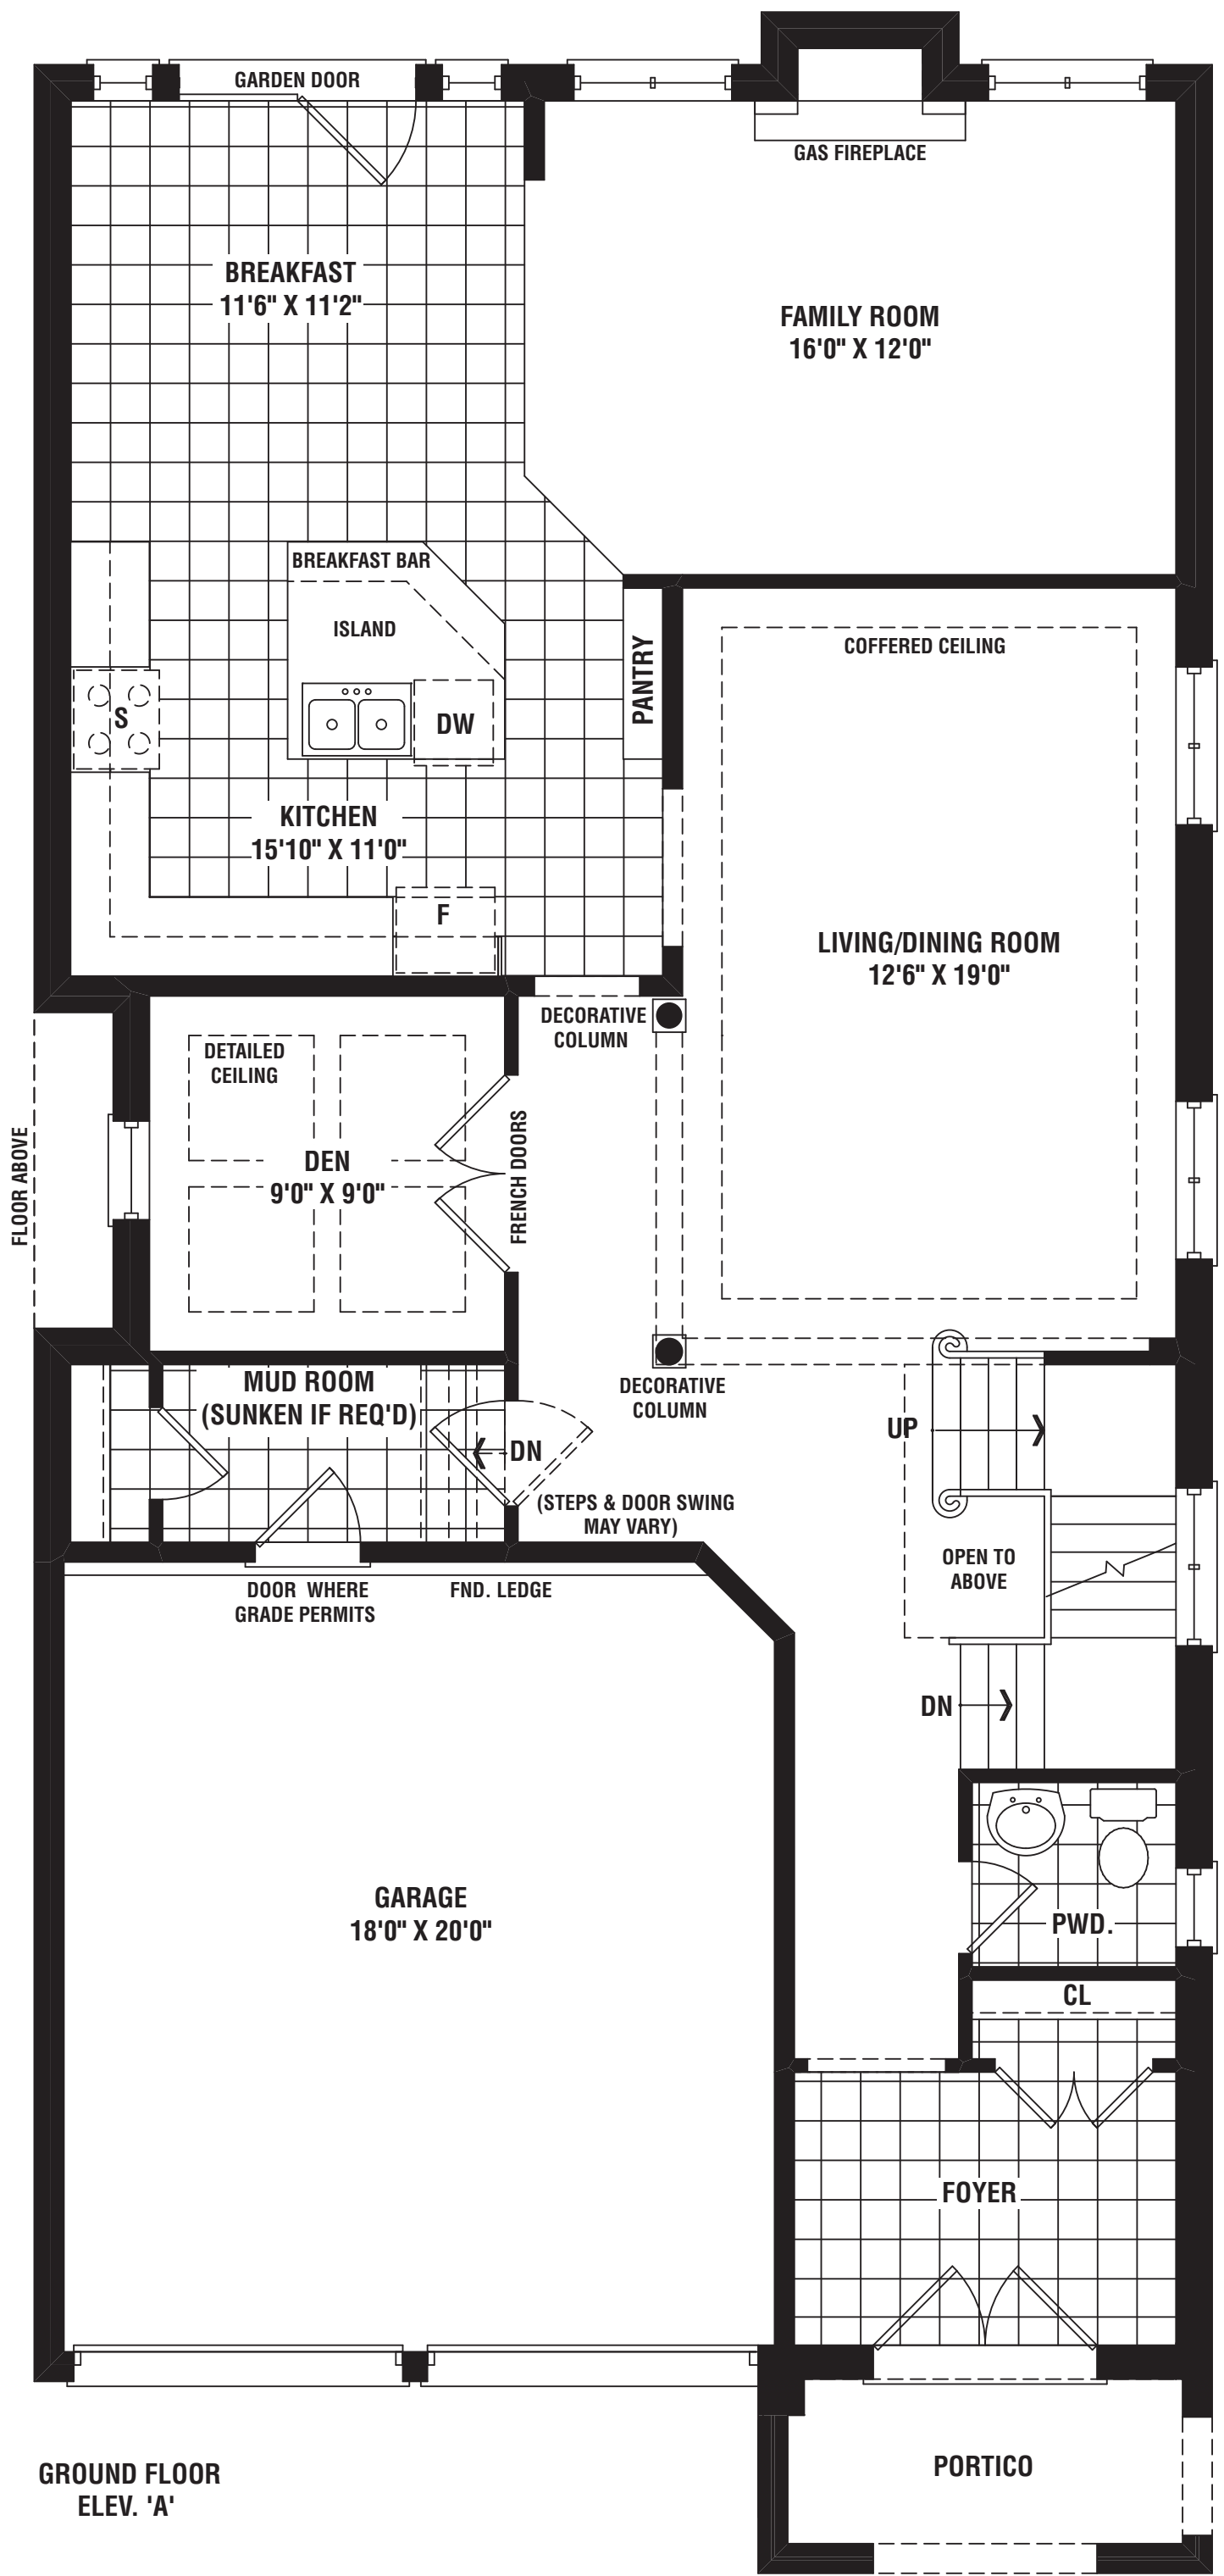 GARDEN DOOR
GAS FIREPLACE
BREAKFAST
11'6" X 11'2"
FAMILY ROOM
16'0" X 12'0"
BREAKFAST BAR
ISLAND
PANTRY
COFFERED CEILING
S
DW
KITCHEN
15'10" X 11'0"
F
LIVING/DINING ROOM
12'6" X 19'0"
DECORATIVE
COLUMN
DETAILED
CEILING
FLOOR ABOVE
DEN
9'0" X 9'0"
FRENCH DOORS
MUD ROOM
(SUNKEN IF REQ'D)
DECORATIVE
COLUMN
UP
DN
(STEPS & DOOR SWING
MAY VARY)
OPEN TO
ABOVE
DOOR WHERE
GRADE PERMITS
FND. LEDGE
DN
GARAGE
18'0" X 20'0"
PWD.
CL
FOYER
PORTICO
GROUND FLOOR
ELEV. 'A'